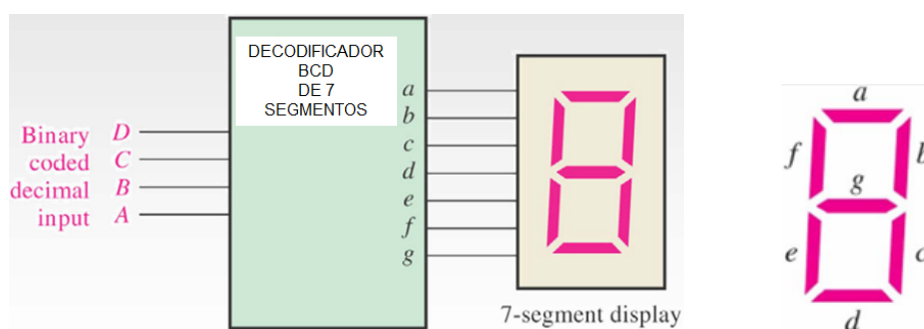 DECODIFICADOR
BCD
DE 7
SEGMENTOS
Binary D
coded C
decimal B
input A
a
b
c
d
e
f
g
7-segment display
a
f b
g
e c
d